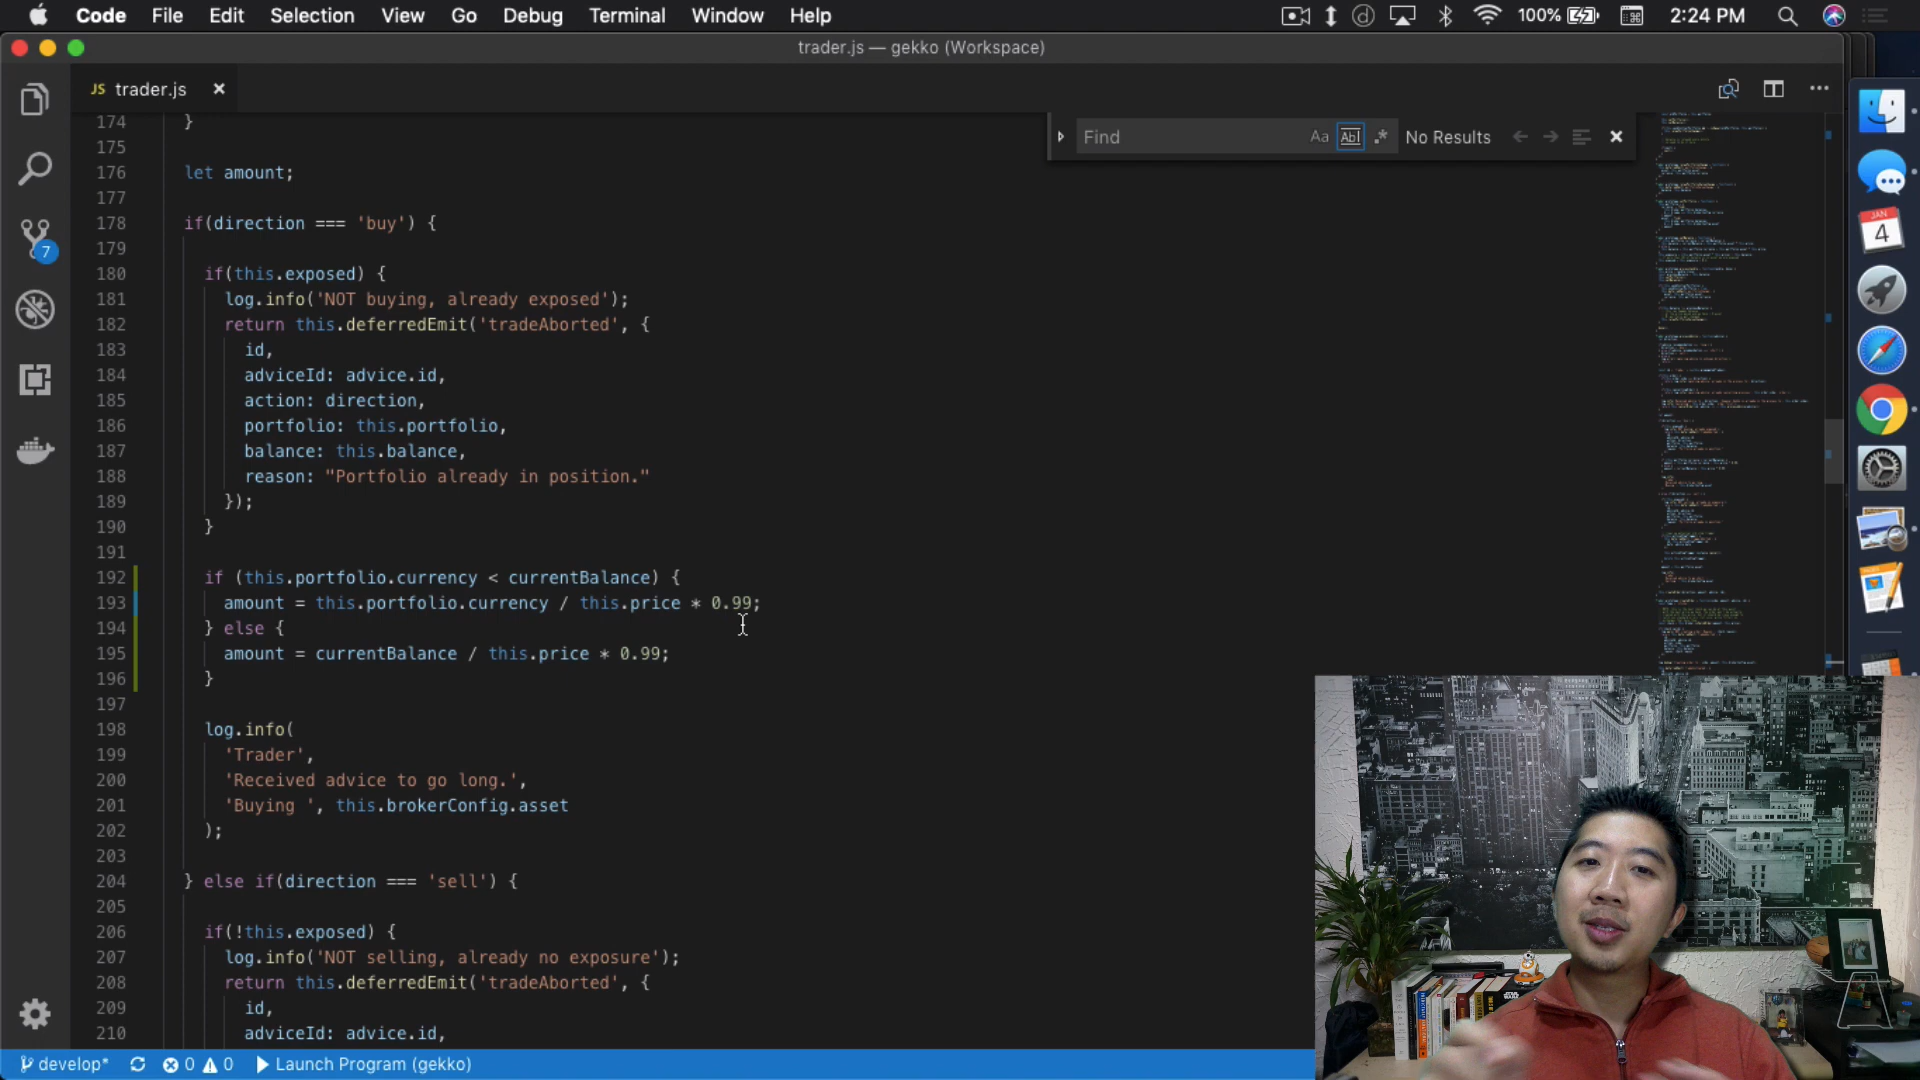 Code File Edit Selection View Go Debug Terminal Window Help 100% 2:24 PM
trader.js — gekko (Workspace)
JS trader.js
Find Aa Abl .* No Results
174 }
175
176 let amount;
177
178 if(direction === 'buy') {
179
180 if(this.exposed) {
181 log.info('NOT buying, already exposed');
182 return this.deferredEmit('tradeAborted', {
183 id,
184 adviceId: advice.id,
185 action: direction,
186 portfolio: this.portfolio,
187 balance: this.balance,
188 reason: "Portfolio already in position."
189 });
190 }
191
192 if (this.portfolio.currency < currentBalance) {
193 amount = this.portfolio.currency / this.price * 0.99;
194 } else {
195 amount = currentBalance / this.price * 0.99;
196 }
197
198 log.info(
199 'Trader',
200 'Received advice to go long.',
201 'Buying ', this.brokerConfig.asset
202 );
203
204 } else if(direction === 'sell') {
205
206 if(!this.exposed) {
207 log.info('NOT selling, already no exposure');
208 return this.deferredEmit('tradeAborted', {
209 id,
210 adviceId: advice.id,
7
JAN
4
develop* 0 0 Launch Program (gekko)
STAR
WARS